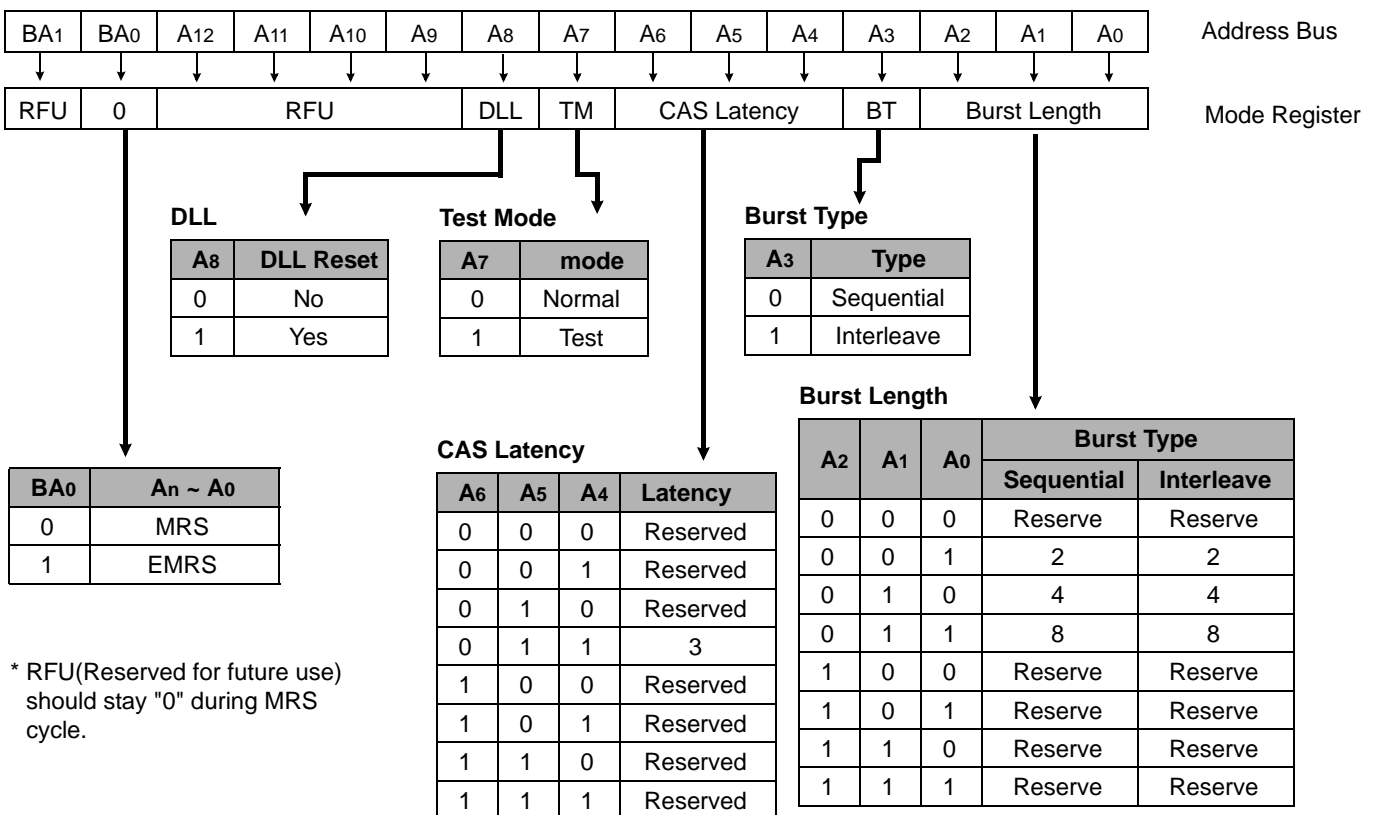 BA1 BA0 A12 A11 A10 A9 A8 A7 A6 A5 A4 A3 A2 A1 A0 Address Bus
RFU 0 RFU DLL TM CAS Latency BT Burst Length Mode Register
DLL
A8 DLL Reset
0 No
1 Yes
Test Mode
A7 mode
0 Normal
1 Test
Burst Type
A3 Type
0 Sequential
1 Interleave
BA0 An ~ A0
0 MRS
1 EMRS
* RFU(Reserved for future use)
should stay "0" during MRS
cycle.
CAS Latency
A6 A5 A4 Latency
0 0 0 Reserved
0 0 1 Reserved
0 1 0 Reserved
0 1 1 3
1 0 0 Reserved
1 0 1 Reserved
1 1 0 Reserved
1 1 1 Reserved
Burst Length
A2 A1 A0 Burst Type
Sequential Interleave
0 0 0 Reserve Reserve
0 0 1 2 2
0 1 0 4 4
0 1 1 8 8
1 0 0 Reserve Reserve
1 0 1 Reserve Reserve
1 1 0 Reserve Reserve
1 1 1 Reserve Reserve